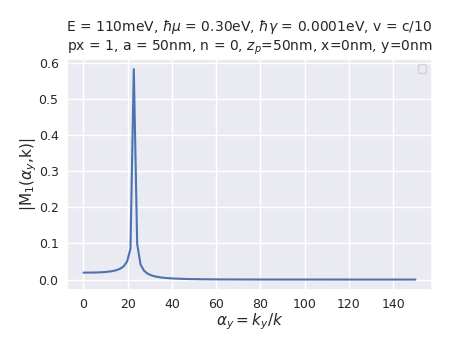 E = 110meV, ℏμ = 0.30eV, ℏγ = 0.0001eV, v = c/10
px = 1, a = 50nm, n = 0, z_p=50nm, x=0nm, y=0nm
0.6
0.5
0.4
0.3
0.2
0.1
0.0
|M₁(α_y,k)|
0 20 40 60 80 100 120 140
α_y = k_y/k